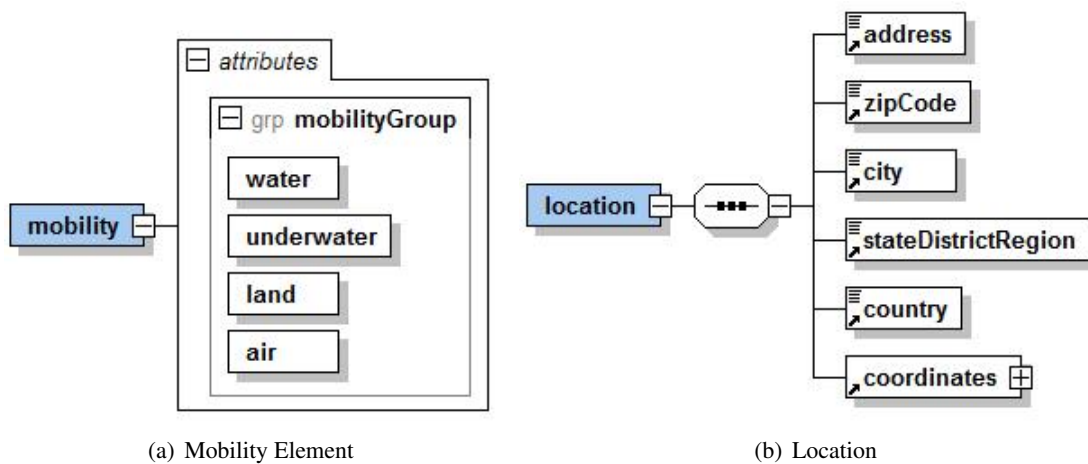 attributes
grp mobilityGroup
water
underwater
land
air
mobility
(a) Mobility Element
address
zipCode
city
stateDistrictRegion
country
coordinates
location
(b) Location